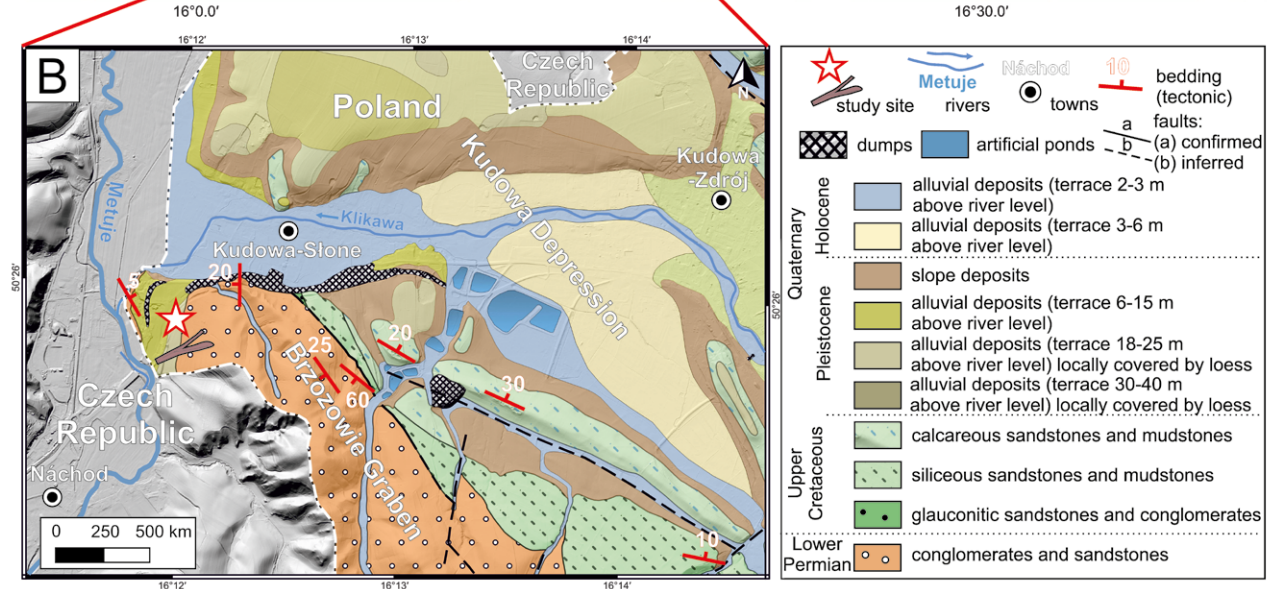 16°0.0′
16°30.0′
16°12′
16°13′
16°14′
B
Czech
Republic
N
Poland
Kudowa
-Zdrój
Metuje
Kudowa Depression
Klikawa
Kudowa-Słone
50°26′
50°26′
5
20
20
25
60
30
10
Brzozowie Graben
Czech
Republic
Náchod
0 250 500 km
16°12′
16°13′
16°14′
study site
Metuje
rivers
Náchod
towns
10
bedding
(tectonic)
dumps
artificial ponds
faults:
a
(a) confirmed
b
(b) inferred
Quaternary
Holocene
alluvial deposits (terrace 2-3 m
above river level)
alluvial deposits (terrace 3-6 m
above river level)
Pleistocene
slope deposits
alluvial deposits (terrace 6-15 m
above river level)
alluvial deposits (terrace 18-25 m
above river level) locally covered by loess
alluvial deposits (terrace 30-40 m
above river level) locally covered by loess
Upper
Cretaceous
calcareous sandstones and mudstones
siliceous sandstones and mudstones
glauconitic sandstones and conglomerates
Lower
Permian
conglomerates and sandstones